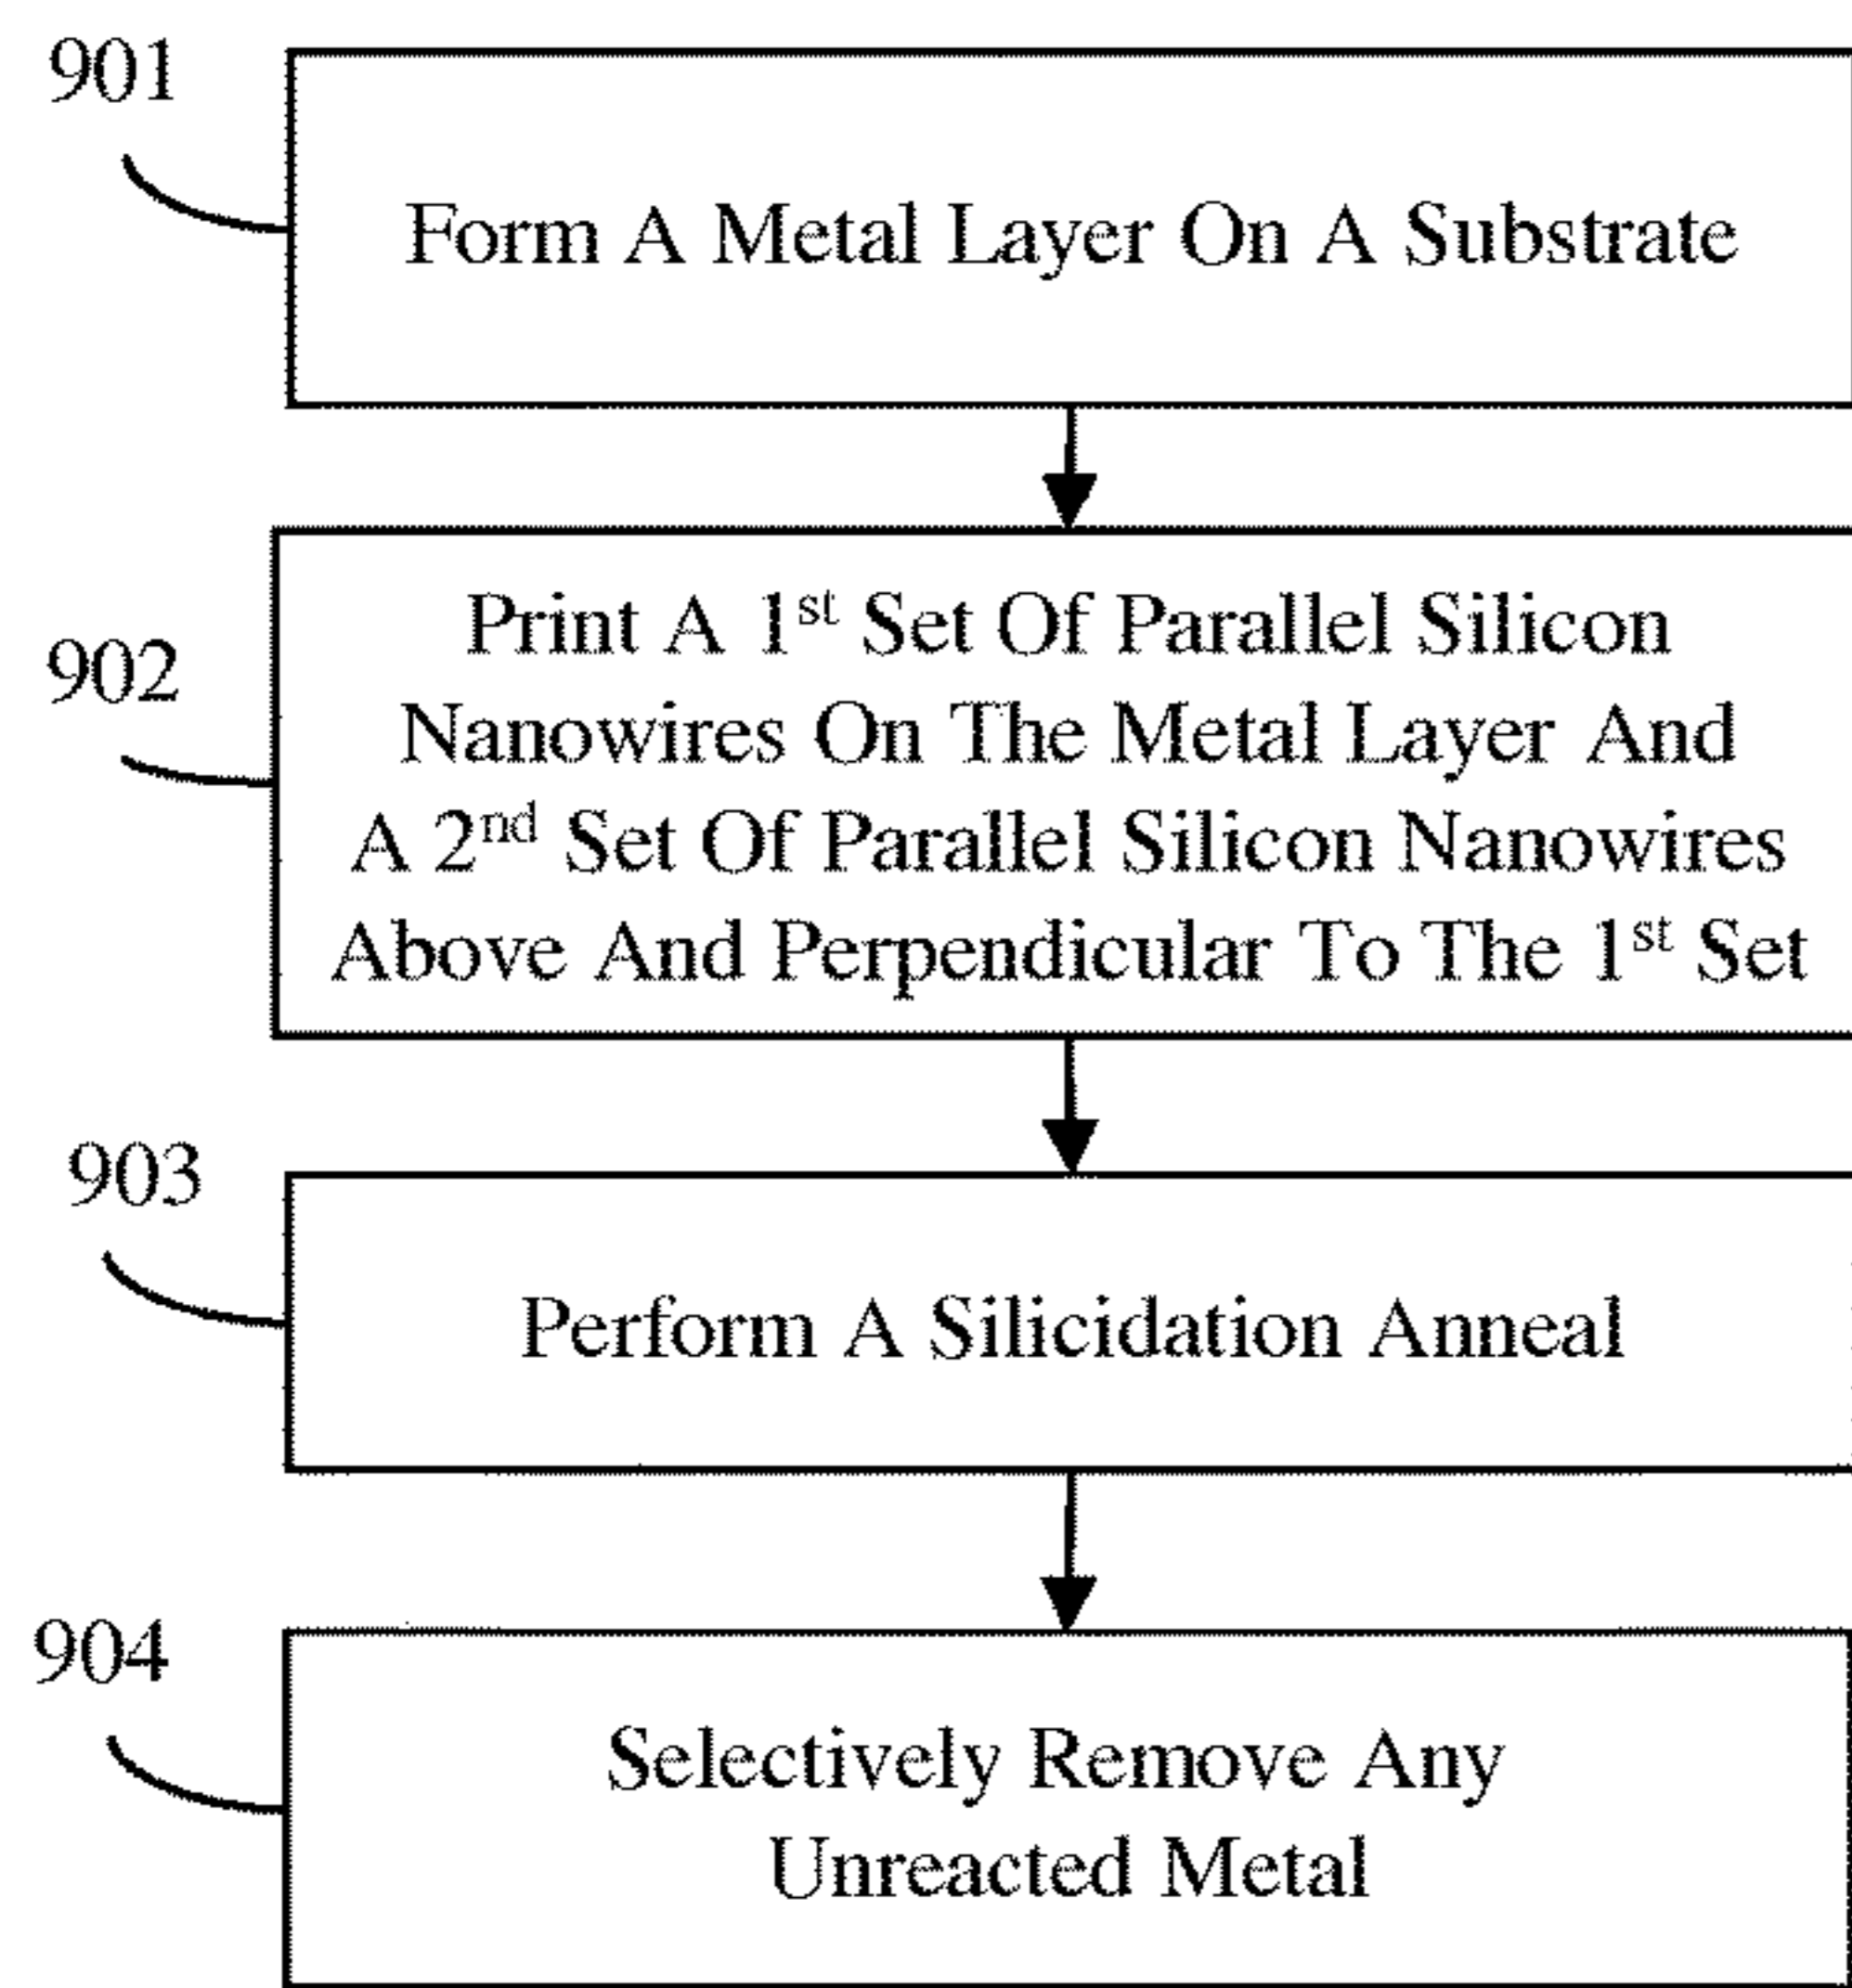 901
Form A Metal Layer On A Substrate
902
Print A 1st Set Of Parallel Silicon
Nanowires On The Metal Layer And
A 2nd Set Of Parallel Silicon Nanowires
Above And Perpendicular To The 1st Set
903
Perform A Silicidation Anneal
904
Selectively Remove Any
Unreacted Metal